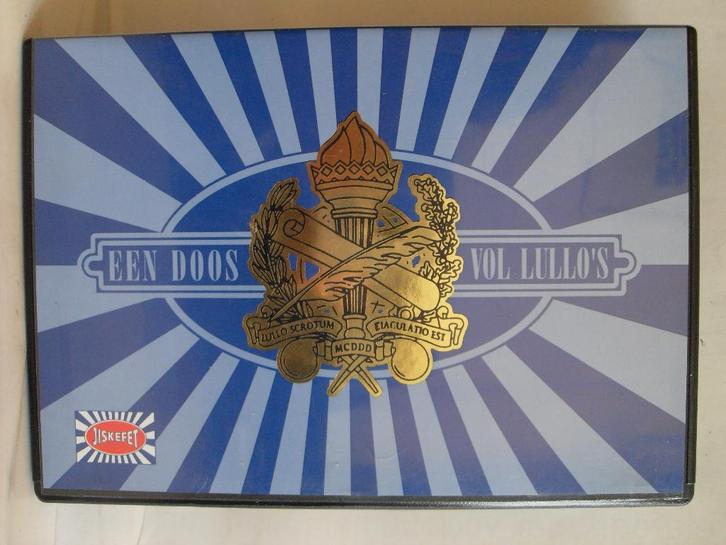 EEN DOOS VOL LULLO'S
LULLO SCROTUM EIACULATIO EST
MCDDD
JISKEFET